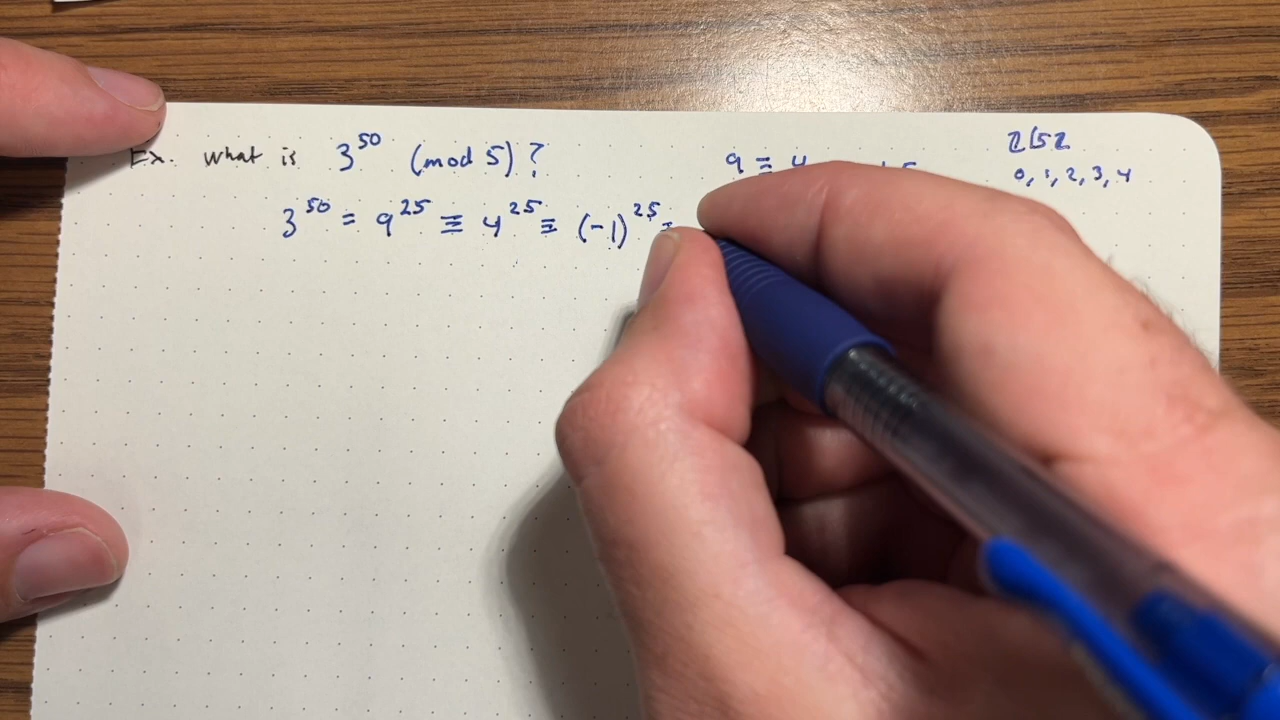 Ex. what is 3^50 (mod 5)?
3^50 = 9^25 ≡ 4^25 ≡ (-1)^25
9 ≡ 4
ℤ/5ℤ
0, 1, 2, 3, 4